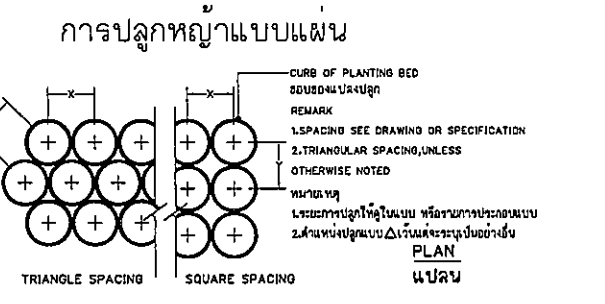 การปลูกหญ้าแบบแผ่น
CURB OF PLANTING BED
ขอบของแปลงปลูก
REMARK
1.SPACING SEE DRAWING OR SPECIFICATION
2.TRIANGULAR SPACING,UNLESS
OTHERWISE NOTED
หมายเหตุ
1.ระยะการปลูกให้ดูในแบบ หรือรายการประกอบแบบ
2.ตำแหน่งปลูกแบบ △ เว้นแต่จะระบุเป็นอย่างอื่น
PLAN
แปลน
X
X
Y
TRIANGLE SPACING
SQUARE SPACING